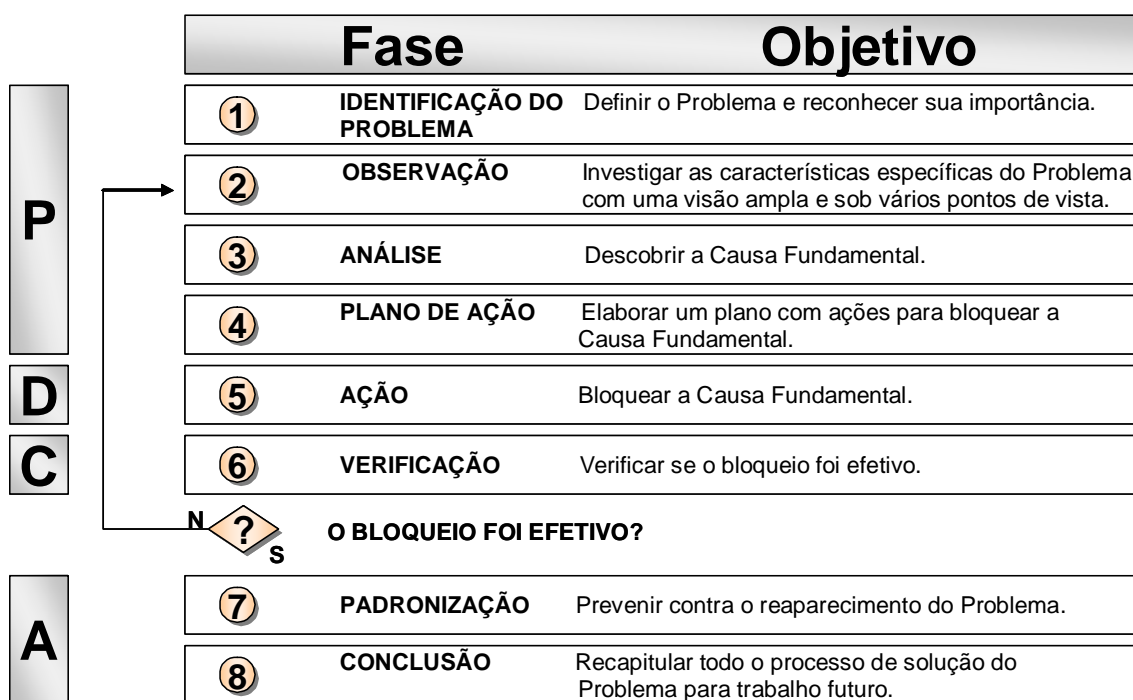 Fase Objetivo
P
1 IDENTIFICAÇÃO DO Definir o Problema e reconhecer sua importância.
PROBLEMA
2 OBSERVAÇÃO Investigar as características específicas do Problema
com uma visão ampla e sob vários pontos de vista.
3 ANÁLISE Descobrir a Causa Fundamental.
4 PLANO DE AÇÃO Elaborar um plano com ações para bloquear a
Causa Fundamental.
D
5 AÇÃO Bloquear a Causa Fundamental.
C
6 VERIFICAÇÃO Verificar se o bloqueio foi efetivo.
N ? S O BLOQUEIO FOI EFETIVO?
A
7 PADRONIZAÇÃO Prevenir contra o reaparecimento do Problema.
8 CONCLUSÃO Recapitular todo o processo de solução do
Problema para trabalho futuro.